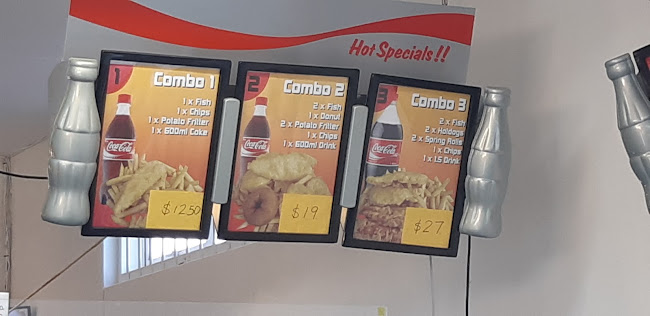 Hot Specials!!
1
Combo 1
1 x Fish
1 x Chips
1 x Potato Fritter
1 x 600ml Coke
Coca-Cola
$12.50
2
Combo 2
2 x Fish
1 x Donut
2 x Potato Fritter
1 x Chips
1 x 600ml Drink
Coca-Cola
$19
3
Combo 3
2 x Fish
2 x Hotdogs
2 x Spring Rolls
1 x Chips
1 x 1.5 Drink
Coca-Cola
$27